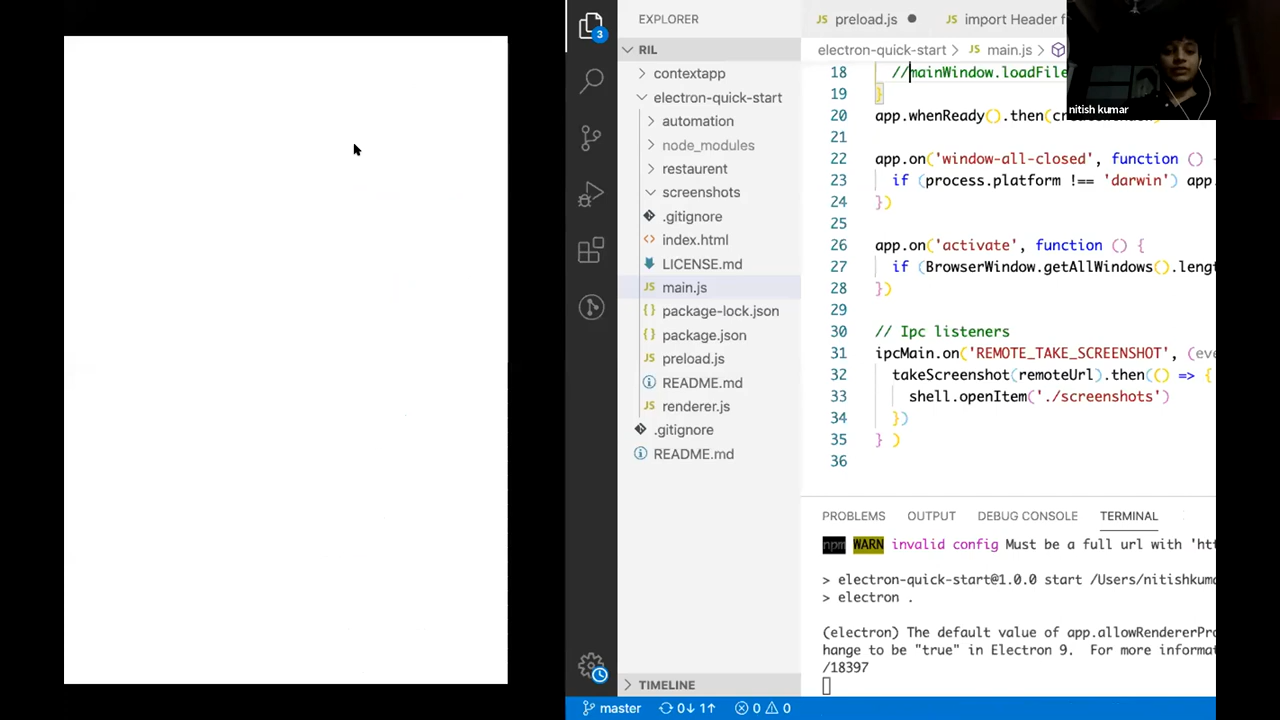 EXPLORER
RIL
contextapp
electron-quick-start
automation
node_modules
restaurent
screenshots
.gitignore
index.html
LICENSE.md
main.js
package-lock.json
package.json
preload.js
README.md
renderer.js
.gitignore
README.md
TIMELINE
3
preload.js
import Header f
electron-quick-start > main.js >
18 //mainWindow.loadFile
19 }
20 app.whenReady().then(
21
22 app.on('window-all-closed', function () {
23 if (process.platform !== 'darwin') app.
24 })
25
26 app.on('activate', function () {
27 if (BrowserWindow.getAllWindows().lengt
28 })
29
30 // Ipc listeners
31 ipcMain.on('REMOTE_TAKE_SCREENSHOT', (eve
32 takeScreenshot(remoteUrl).then(() => {
33 shell.openItem('./screenshots')
34 })
35 } )
36
PROBLEMS OUTPUT DEBUG CONSOLE TERMINAL
npm WARN invalid config Must be a full url with 'htt
> electron-quick-start@1.0.0 start /Users/nitishkuma
> electron .
(electron) The default value of app.allowRendererPro
hange to be "true" in Electron 9. For more informat
/18397
master 0↓ 1↑ 0 0
nitish kumar